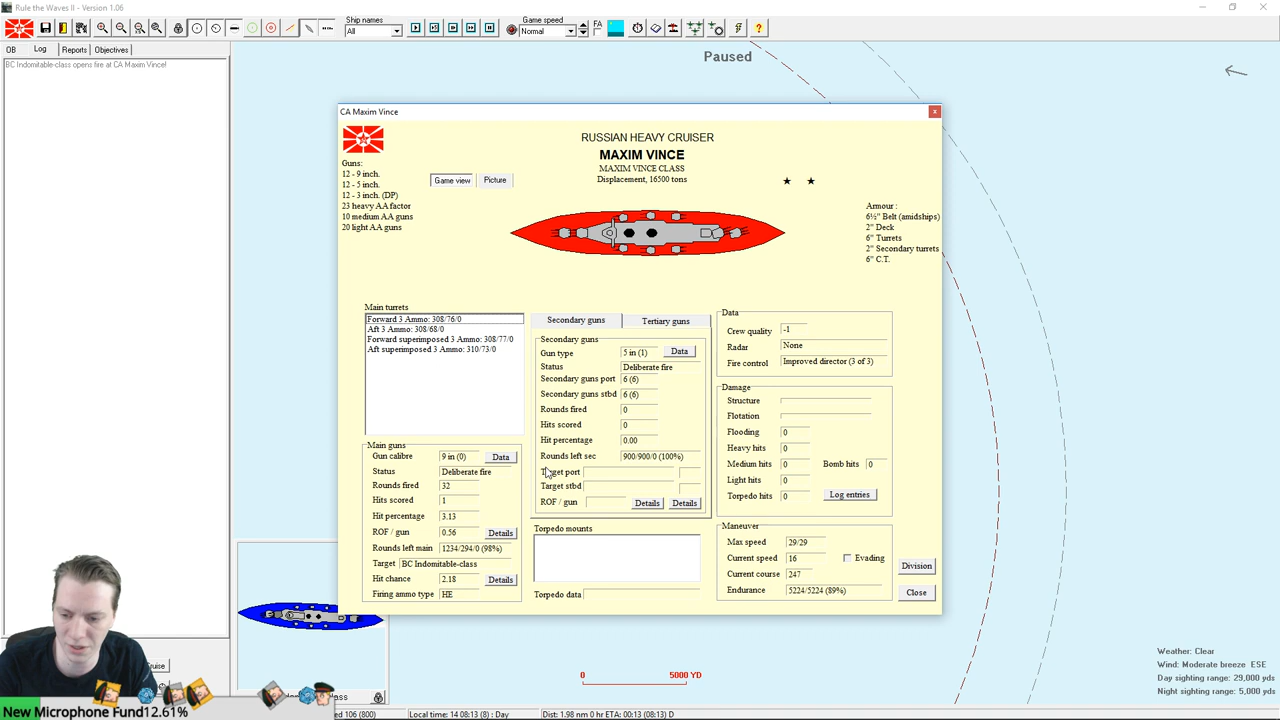 Rule the Waves II - Version 1.06
Ship names
All
Game speed
Normal
FA
OB
Log
Reports
Objectives
BC Indomitable-class opens fire at CA Maxim Vince!
Paused
CA Maxim Vince
RUSSIAN HEAVY CRUISER
MAXIM VINCE
MAXIM VINCE CLASS
Displacement, 16500 tons
Guns:
12 - 9 inch.
12 - 5 inch.
12 - 3 inch. (DP)
23 heavy AA factor
10 medium AA guns
20 light AA guns
Game view
Picture
Armour :
6½" Belt (amidships)
2" Deck
6" Turrets
2" Secondary turrets
6" C.T.
Main turrets
Forward 3 Ammo: 308/76/0
Aft 3 Ammo: 308/68/0
Forward superimposed 3 Ammo: 308/77/0
Aft superimposed 3 Ammo: 310/73/0
Main guns
Gun calibre 9 in (0) Data
Status Deliberate fire
Rounds fired 32
Hits scored 1
Hit percentage 3.13
ROF / gun 0.56 Details
Rounds left main 1234/294/0 (98%)
Target BC Indomitable-class
Hit chance 2.18 Details
Firing ammo type HE
Secondary guns
Tertiary guns
Secondary guns
Gun type 5 in (1) Data
Status Deliberate fire
Secondary guns port 6 (6)
Secondary guns stbd 6 (6)
Rounds fired 0
Hits scored 0
Hit percentage 0.00
Rounds left sec 900/900/0 (100%)
Target port
Target stbd
ROF / gun Details Details
Torpedo mounts
Torpedo data
Data
Crew quality -1
Radar None
Fire control Improved director (3 of 3)
Damage
Structure
Flotation
Flooding 0
Heavy hits 0
Medium hits 0 Bomb hits 0
Light hits 0
Torpedo hits 0 Log entries
Maneuver
Max speed 29/29
Current speed 16 Evading
Current course 247
Endurance 5224/5224 (89%)
Division
Close
Weather: Clear
Wind: Moderate breeze ESE
Day sighting range: 29,000 yds
Night sighting range: 5,000 yds
0 5000 YD
New Microphone Fund 12.61%
106 (800)
Local time: 14 08:13 (8) : Day
Dist: 1.98 nm 0 hr ETA: 00:13 (08:13) D